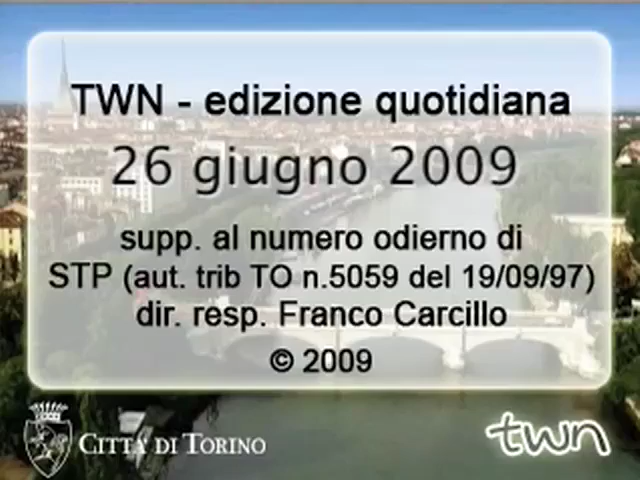 TWN - edizione quotidiana
26 giugno 2009
supp. al numero odierno di
STP (aut. trib TO n.5059 del 19/09/97)
dir. resp. Franco Carcillo
© 2009
CITTA' DI TORINO
twn